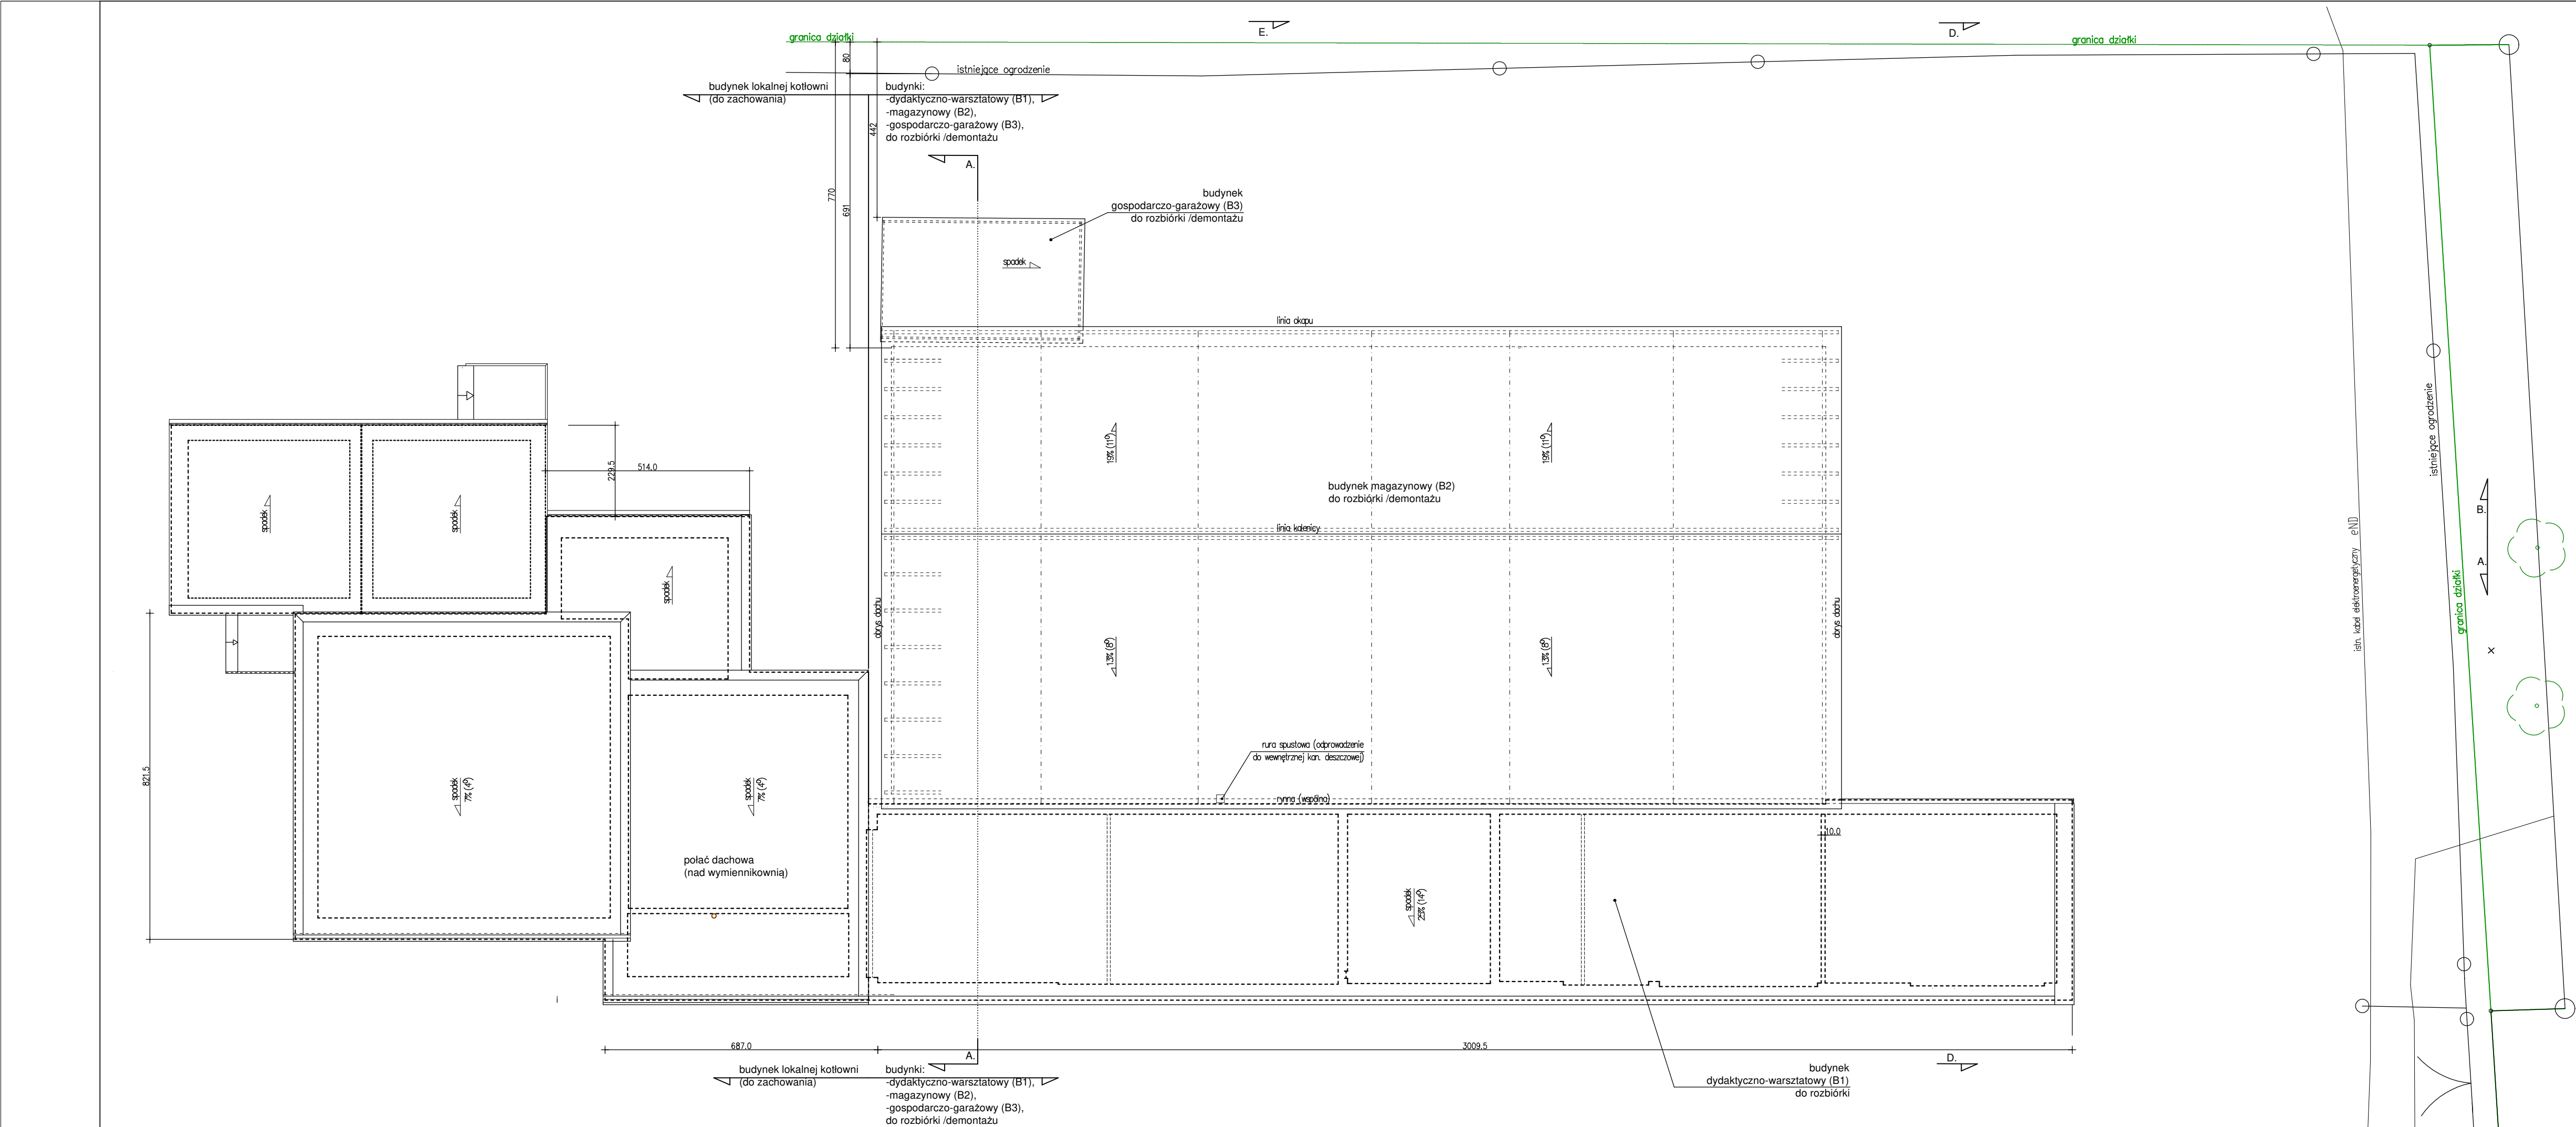 E.
D.
granica działki
granica działki
80
istniejące ogrodzenie
budynek lokalnej kotłowni
(do zachowania)
budynki:
-dydaktyczno-warsztatowy (B1),
-magazynowy (B2),
-gospodarczo-garażowy (B3),
do rozbiórki /demontażu
442
A.
770
691
budynek
gospodarczo-garażowy (B3)
do rozbiórki /demontażu
spadek
linia okapu
istniejące ogrodzenie
19% (11°)
19% (11°)
229.5
514.0
budynek magazynowy (B2)
do rozbiórki /demontażu
spadek
spadek
linia kalenicy
B.
A.
istn. kabel elektroenergetyczny eND
spadek
obrys dachu
obrys dachu
granica działki
13% (8°)
13% (8°)
821.5
spadek
7% (4°)
spadek
7% (4°)
rura spustowa (odprowadzenie
do wewnętrznej kan. deszczowej)
rynna (wspólna)
10.0
połać dachowa
(nad wymiennikownią)
spadek
25% (14°)
687.0
3009.5
A.
D.
budynek lokalnej kotłowni
(do zachowania)
budynki:
-dydaktyczno-warsztatowy (B1),
-magazynowy (B2),
-gospodarczo-garażowy (B3),
do rozbiórki /demontażu
budynek
dydaktyczno-warsztatowy (B1)
do rozbiórki